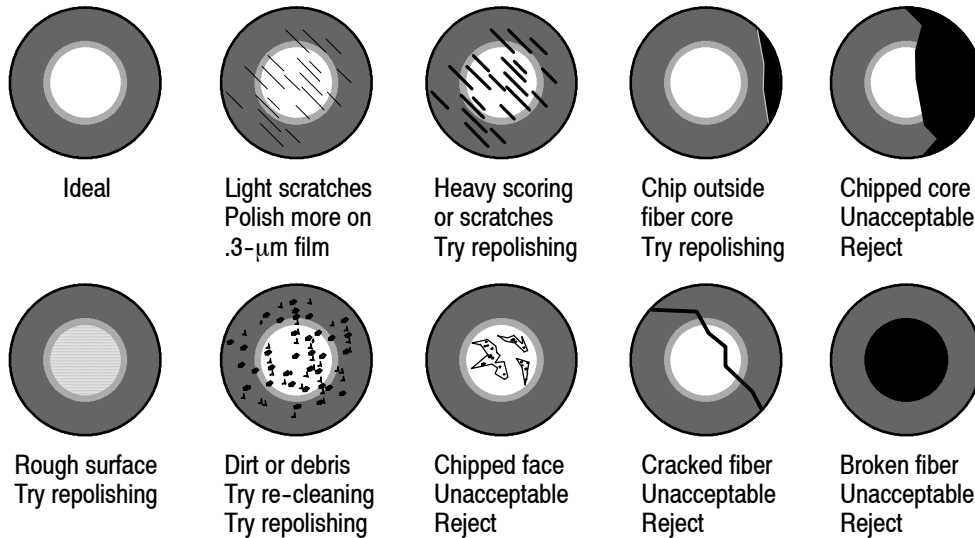 Ideal
Light scratches
Polish more on
.3-μm film
Heavy scoring
or scratches
Try repolishing
Chip outside
fiber core
Try repolishing
Chipped core
Unacceptable
Reject
Rough surface
Try repolishing
Dirt or debris
Try re-cleaning
Try repolishing
Chipped face
Unacceptable
Reject
Cracked fiber
Unacceptable
Reject
Broken fiber
Unacceptable
Reject